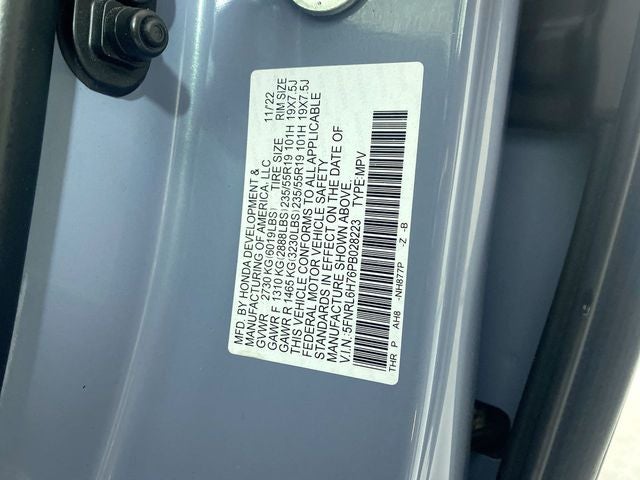 MFD. BY HONDA DEVELOPMENT &
MANUFACTURING OF AMERICA, LLC 11/22
GVWR 2730 KG(6019LBS) TIRE SIZE RIM SIZE
GAWR F 1310 KG(2888LBS) 235/55R19 101H 19X7.5J
GAWR R 1465 KG(3230LBS) 235/55R19 101H 19X7.5J
THIS VEHICLE CONFORMS TO ALL APPLICABLE
FEDERAL MOTOR VEHICLE SAFETY
STANDARDS IN EFFECT ON THE DATE OF
MANUFACTURE SHOWN ABOVE.
V.I.N.:5FNRL6H76PB028223 TYPE:MPV
THR P AH8 -NH877P -Z -B